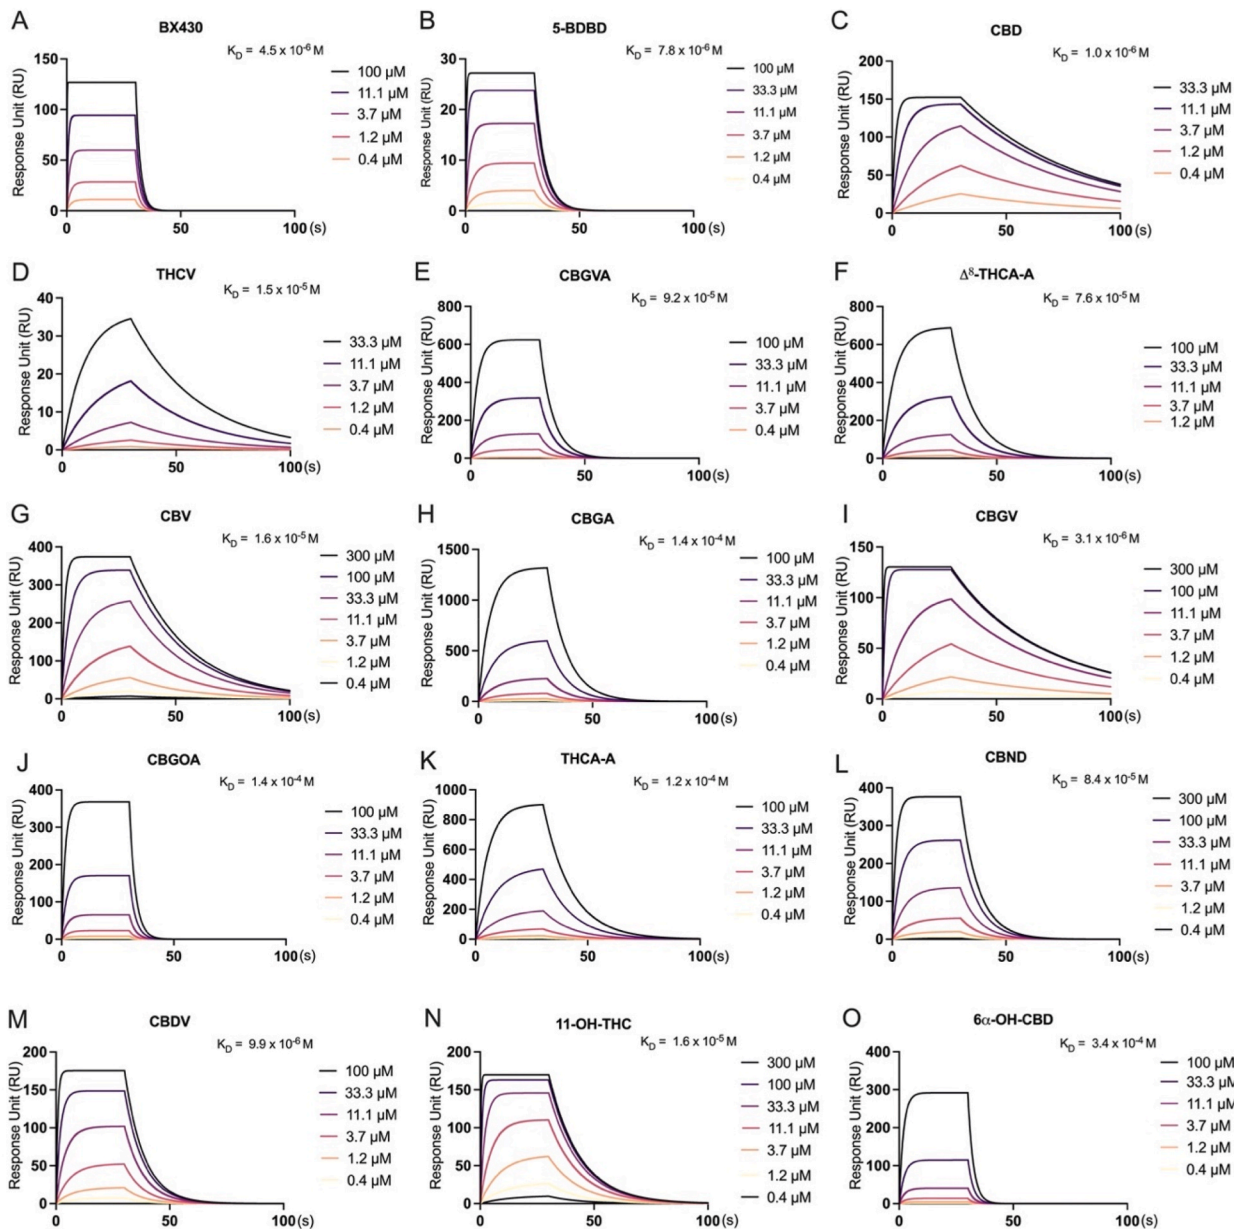 A
BX430
K_D = 4.5 x 10⁻⁶ M
Response Unit (RU)
150
100
50
0
0 50 100 (s)
100 µM
11.1 µM
3.7 µM
1.2 µM
0.4 µM
B
5-BDBD
K_D = 7.8 x 10⁻⁶ M
Response Unit (RU)
30
20
10
0
0 50 100 (s)
100 µM
33.3 µM
11.1 µM
3.7 µM
1.2 µM
0.4 µM
C
CBD
K_D = 1.0 x 10⁻⁶ M
Response Unit (RU)
200
150
100
50
0
0 50 100 (s)
33.3 µM
11.1 µM
3.7 µM
1.2 µM
0.4 µM
D
THCV
K_D = 1.5 x 10⁻⁵ M
Response Unit (RU)
40
30
20
10
0
0 50 100 (s)
33.3 µM
11.1 µM
3.7 µM
1.2 µM
0.4 µM
E
CBGVA
K_D = 9.2 x 10⁻⁵ M
Response Unit (RU)
800
600
400
200
0
0 50 100 (s)
100 µM
33.3 µM
11.1 µM
3.7 µM
0.4 µM
F
Δ⁸-THCA-A
K_D = 7.6 x 10⁻⁵ M
Response Unit (RU)
800
600
400
200
0
0 50 100 (s)
100 µM
33.3 µM
11.1 µM
3.7 µM
1.2 µM
G
CBV
K_D = 1.6 x 10⁻⁵ M
Response Unit (RU)
400
300
200
100
0
0 50 100 (s)
300 µM
100 µM
33.3 µM
11.1 µM
3.7 µM
1.2 µM
0.4 µM
H
CBGA
K_D = 1.4 x 10⁻⁴ M
Response Unit (RU)
1500
1000
500
0
0 50 100 (s)
100 µM
33.3 µM
11.1 µM
3.7 µM
1.2 µM
0.4 µM
I
CBGV
K_D = 3.1 x 10⁻⁶ M
Response Unit (RU)
150
100
50
0
0 50 100 (s)
300 µM
100 µM
11.1 µM
3.7 µM
1.2 µM
0.4 µM
J
CBGOA
K_D = 1.4 x 10⁻⁴ M
Response Unit (RU)
400
300
200
100
0
0 50 100 (s)
100 µM
33.3 µM
11.1 µM
3.7 µM
1.2 µM
0.4 µM
K
THCA-A
K_D = 1.2 x 10⁻⁴ M
Response Unit (RU)
1000
800
600
400
200
0
0 50 100 (s)
100 µM
33.3 µM
11.1 µM
3.7 µM
1.2 µM
0.4 µM
L
CBND
K_D = 8.4 x 10⁻⁵ M
Response Unit (RU)
400
300
200
100
0
0 50 100 (s)
300 µM
100 µM
33.3 µM
11.1 µM
3.7 µM
1.2 µM
0.4 µM
M
CBDV
K_D = 9.9 x 10⁻⁶ M
Response Unit (RU)
200
150
100
50
0
0 50 100 (s)
100 µM
33.3 µM
11.1 µM
3.7 µM
1.2 µM
0.4 µM
N
11-OH-THC
K_D = 1.6 x 10⁻⁵ M
Response Unit (RU)
200
150
100
50
0
0 50 100 (s)
300 µM
100 µM
33.3 µM
11.1 µM
3.7 µM
1.2 µM
0.4 µM
O
6α-OH-CBD
K_D = 3.4 x 10⁻⁴ M
Response Unit (RU)
400
300
200
100
0
0 50 100 (s)
100 µM
33.3 µM
11.1 µM
3.7 µM
1.2 µM
0.4 µM